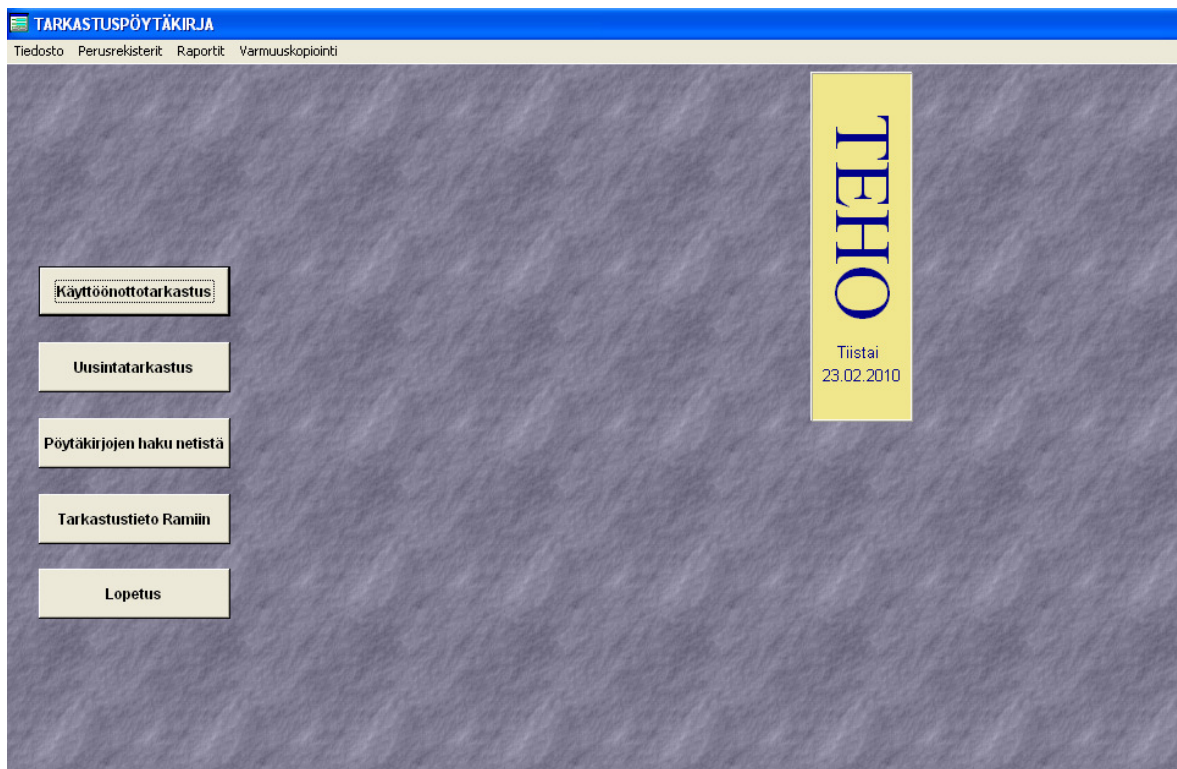 TARKASTUSPÖYTÄKIRJA
Tiedosto Perusrekisterit Raportit Varmuuskopiointi
TEHO
Tiistai
23.02.2010
Käyttöönottotarkastus
Uusintatarkastus
Pöytäkirjojen haku netistä
Tarkastustieto Ramiin
Lopetus